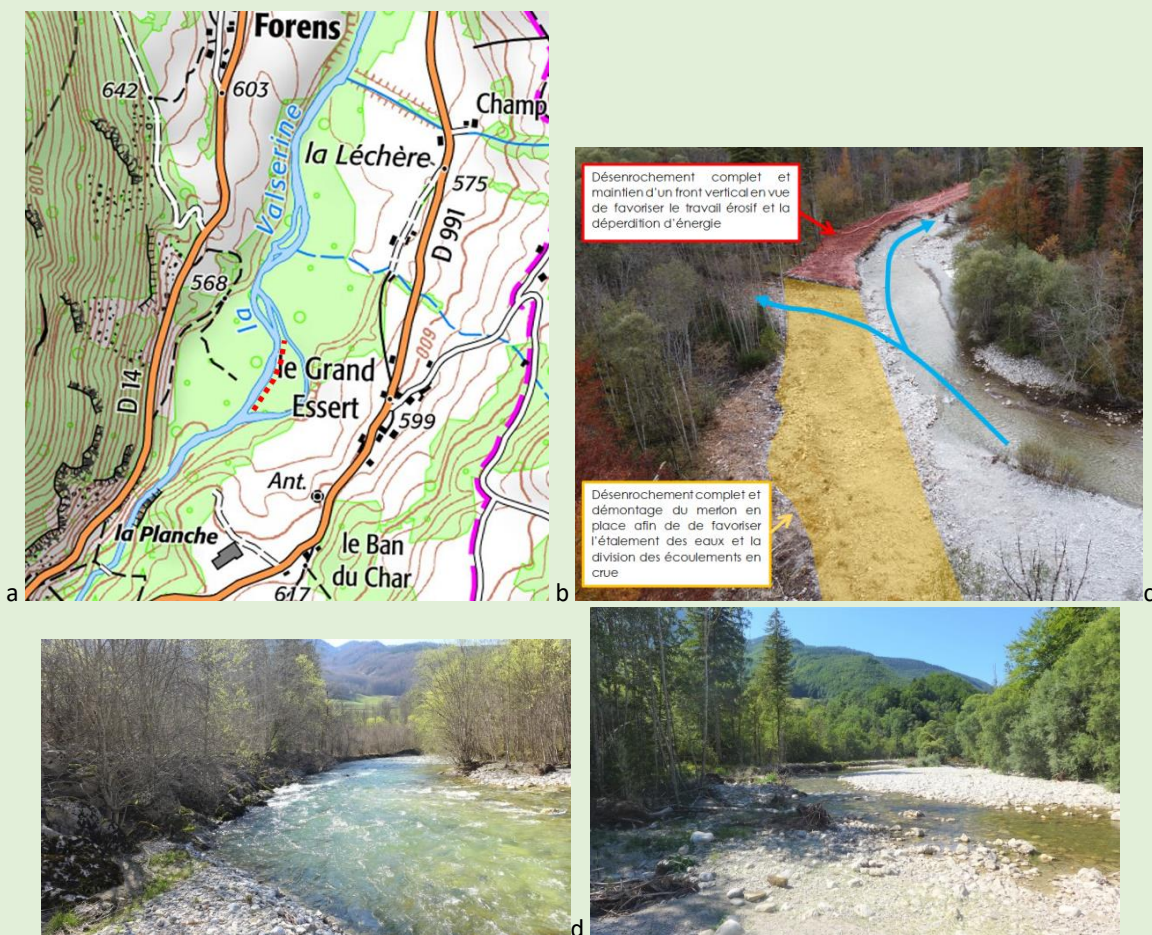 Forens
642
603
Champ
la Léchère
575
Valserine
la
D 991
568
008
le Grand
Essert
009
D 14
599
Ant.
la Planche
le Ban
du Char
617
a
Désenrochement complet et
maintien d'un front vertical en vue
de favoriser le travail érosif et la
déperdition d'énergie
Désenrochement complet et
démontage du merlon en
place afin de de favoriser
l'étalement des eaux et la
division des écoulements en
crue
b
c
d